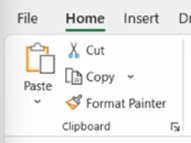 File Home Insert
Cut
Copy
Paste
Format Painter
Clipboard